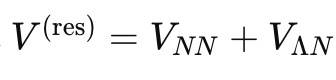 V^(res) = V_NN + V_ΛN